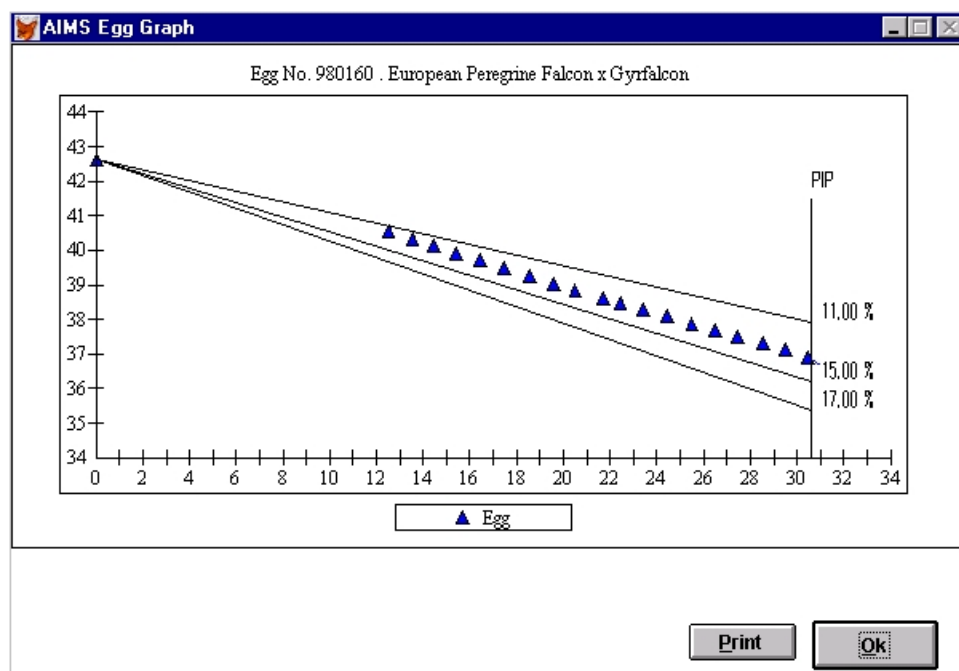 AIMS Egg Graph
Egg No. 980160 . European Peregrine Falcon x Gyrfalcon
44
43
42
41
40
39
38
37
36
35
34
PIP
11.00 %
15.00 %
17.00 %
0 2 4 6 8 10 12 14 16 18 20 22 24 26 28 30 32 34
Egg
Print Ok